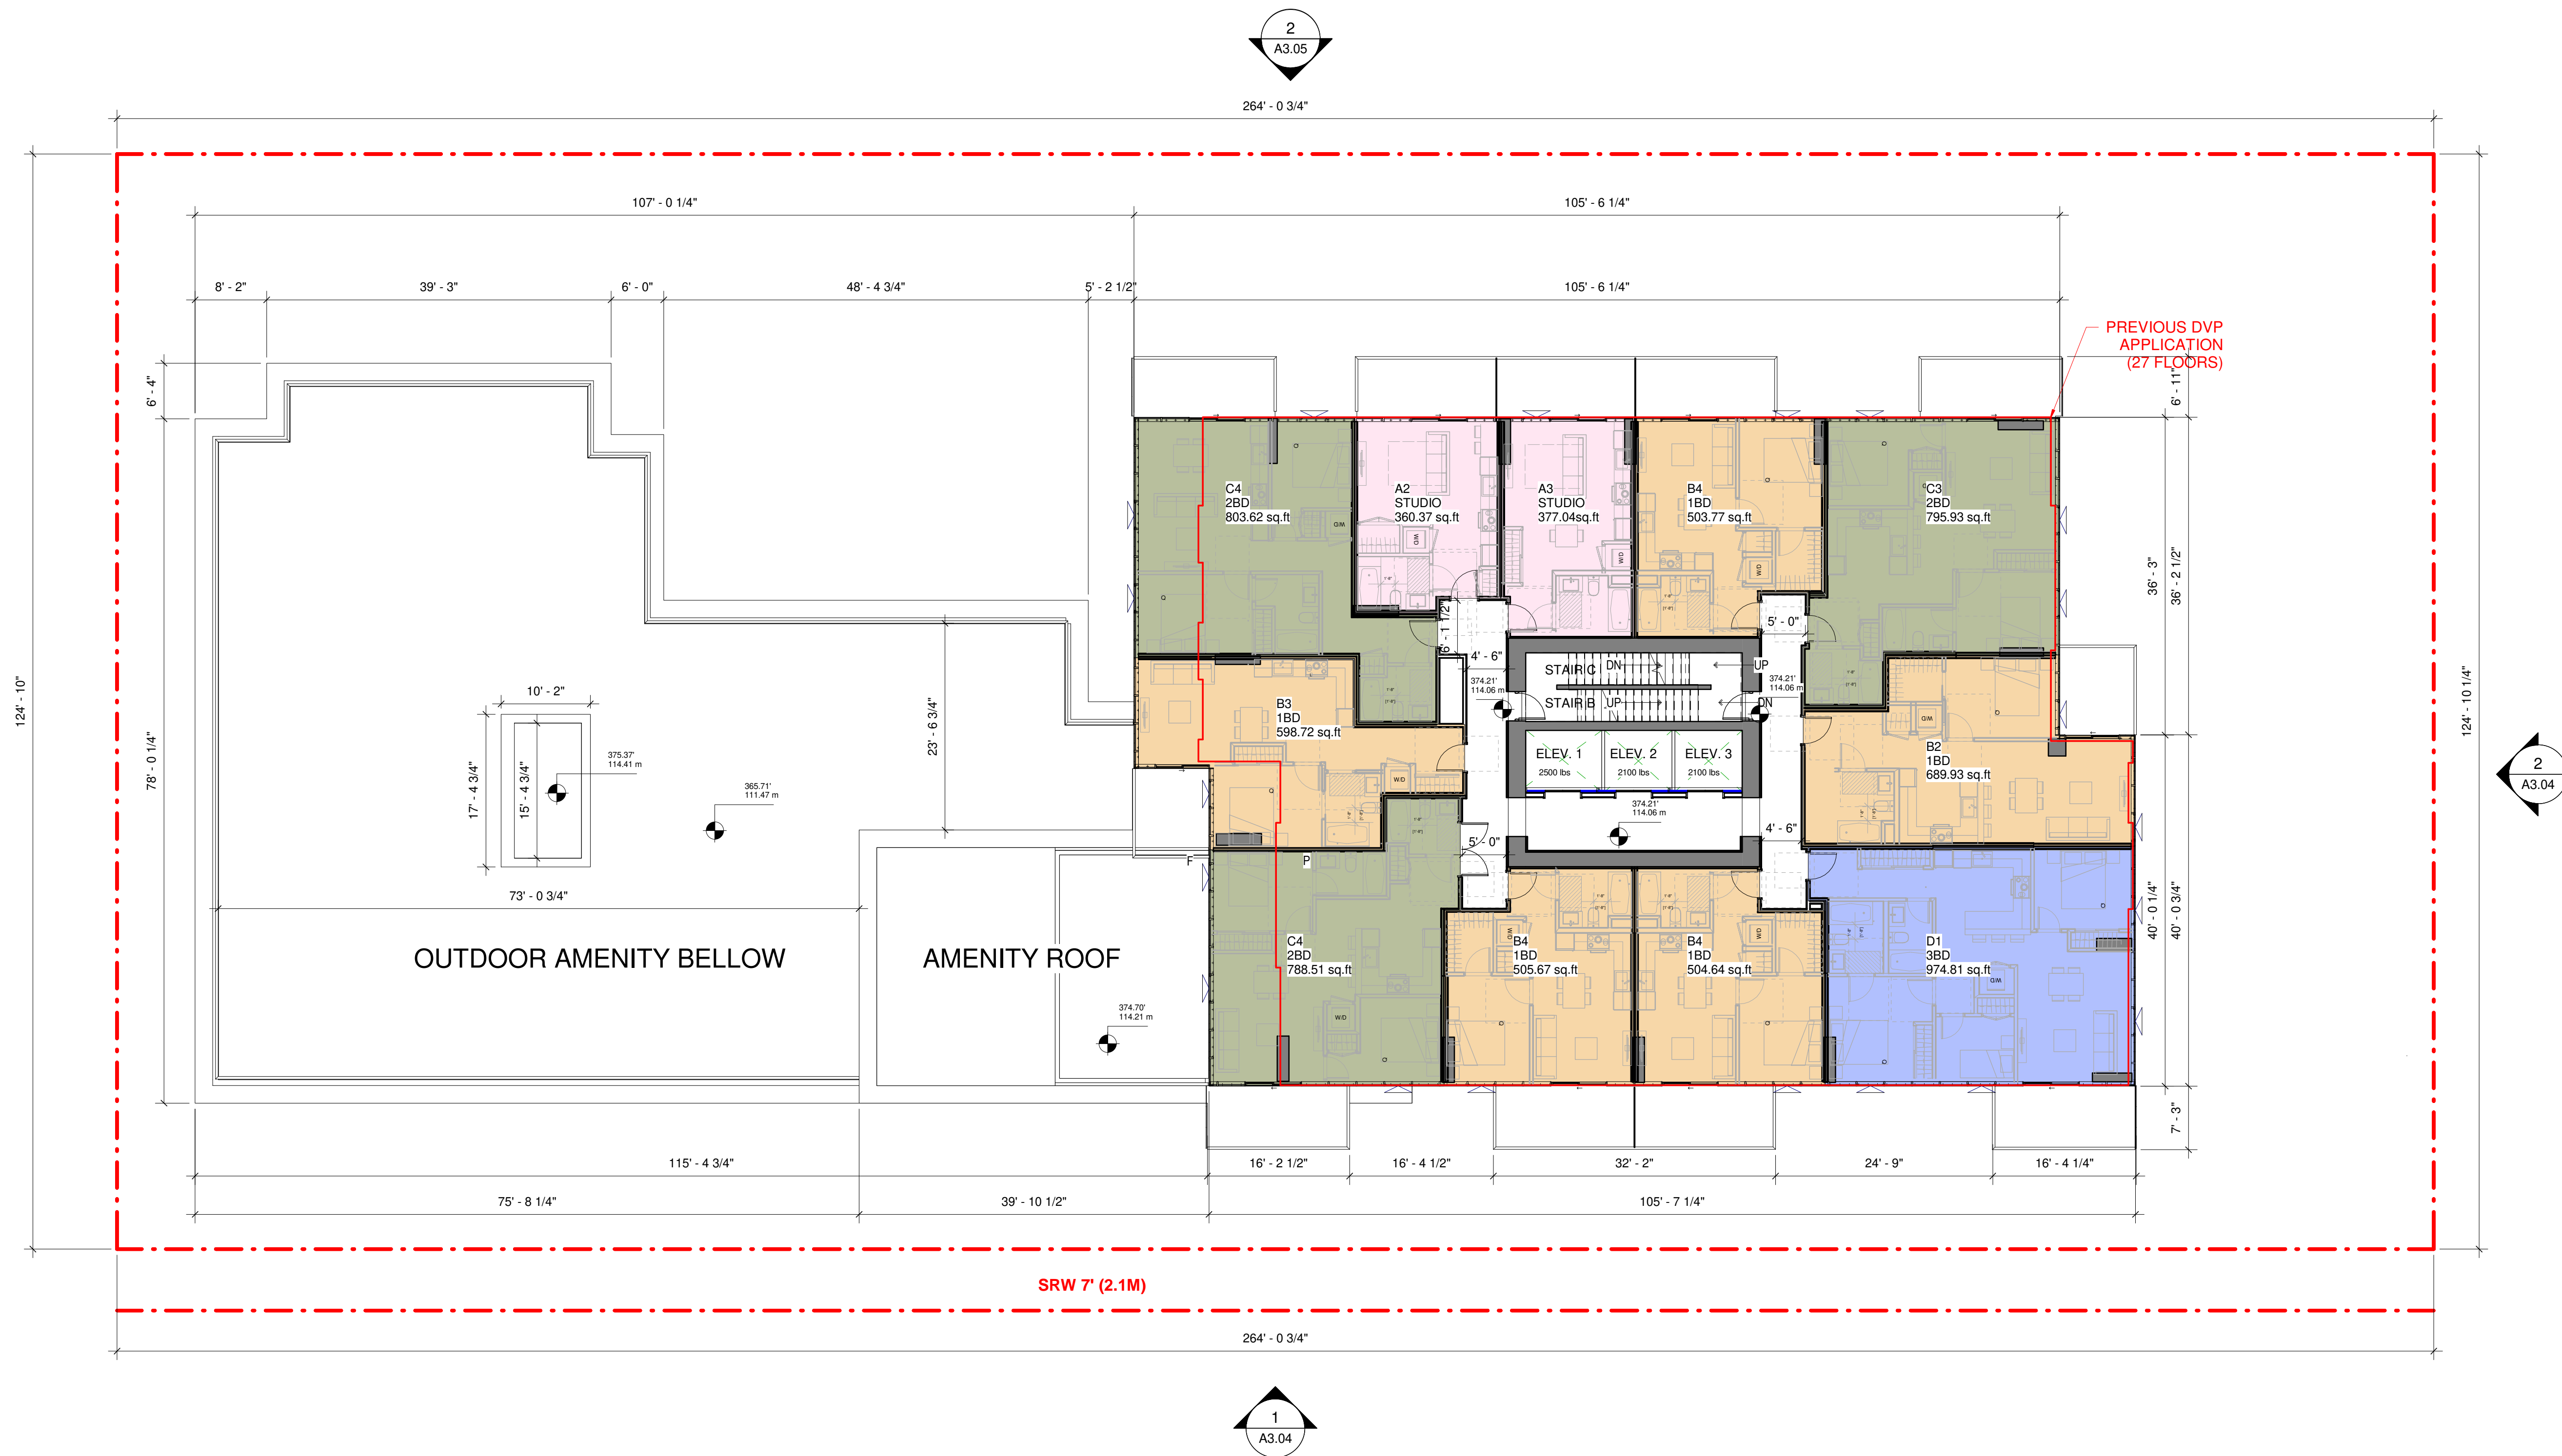 2
A3.05
264' - 0 3/4"
107' - 0 1/4"
105' - 6 1/4"
8' - 2"
39' - 3"
6' - 0"
48' - 4 3/4"
5' - 2 1/2"
105' - 6 1/4"
PREVIOUS DVP
APPLICATION
(27 FLOORS)
6' - 4"
6' - 11"
C4
2BD
803.62 sq.ft
A2
STUDIO
360.37 sq.ft
A3
STUDIO
377.04sq.ft
B4
1BD
503.77 sq.ft
C3
2BD
795.93 sq.ft
W/D
W/D
W/D
W/D
36' - 3"
36' - 2 1/2"
6' - 1 1/2"
5' - 0"
4' - 6"
STAIR C
DN
UP
374.21'
114.06 m
374.21'
114.06 m
STAIR B
UP
DN
124' - 10"
78' - 0 1/4"
10' - 2"
17' - 4 3/4"
15' - 4 3/4"
375.37'
114.41 m
365.71'
111.47 m
23' - 6 3/4"
B3
1BD
598.72 sq.ft
W/D
ELEV. 1
2500 lbs
ELEV. 2
2100 lbs
ELEV. 3
2100 lbs
374.21'
114.06 m
W/D
B2
1BD
689.93 sq.ft
124' - 10 1/4"
2
A3.04
4' - 6"
5' - 0"
F
P
73' - 0 3/4"
OUTDOOR AMENITY BELLOW
AMENITY ROOF
374.70'
114.21 m
C4
2BD
788.51 sq.ft
W/D
B4
1BD
505.67 sq.ft
W/D
B4
1BD
504.64 sq.ft
W/D
D1
3BD
974.81 sq.ft
W/D
40' - 0 1/4"
40' - 0 3/4"
7' - 3"
115' - 4 3/4"
16' - 2 1/2"
16' - 4 1/2"
32' - 2"
24' - 9"
16' - 4 1/4"
75' - 8 1/4"
39' - 10 1/2"
105' - 7 1/4"
SRW 7' (2.1M)
264' - 0 3/4"
1
A3.04